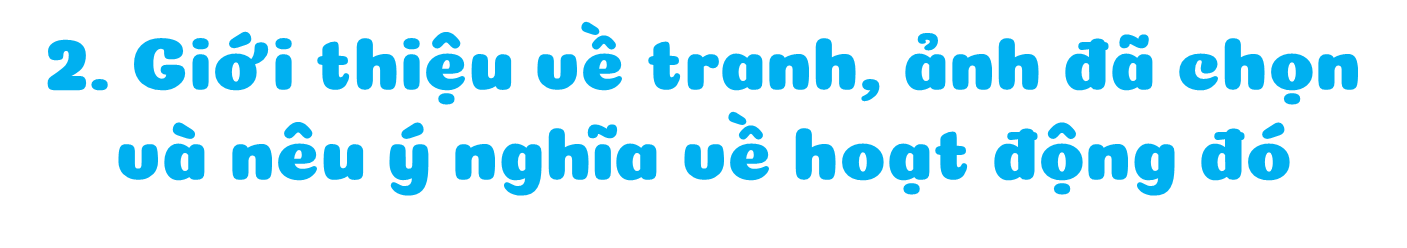 2. Giới thiệu về tranh, ảnh đã chọn
và nêu ý nghĩa về hoạt động đó